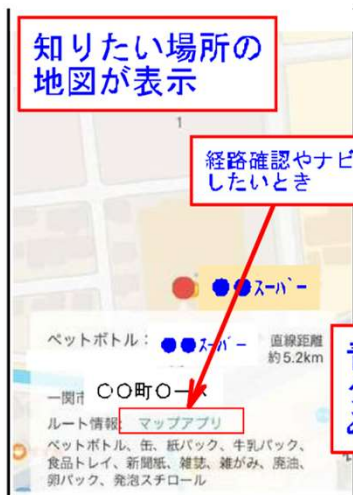 知りたい場所の
地図が表示
1
経路確認やナビ
したいとき
●●スーパー
ペットボトル:●●スーパー
直線距離
約5.2km
一関市 〇〇町〇ー
ルート情報: マップアプリ
ペットボトル、缶、紙パック、牛乳パック、
食品トレイ、新聞紙、雑誌、雑がみ、廃油、
卵パック、発泡スチロール